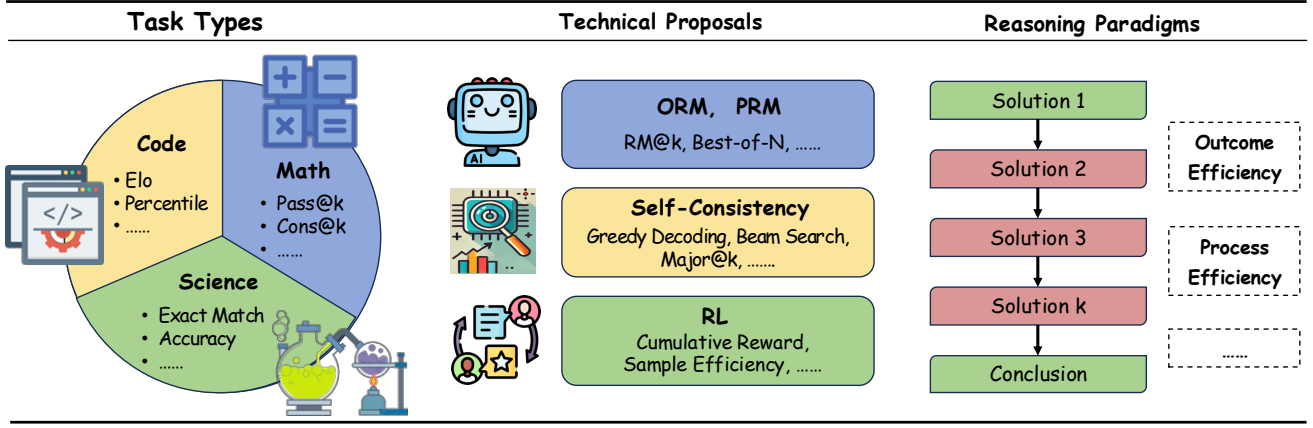 Task Types
Technical Proposals
Reasoning Paradigms
Code
• Elo
• Percentile
• ......
</>
Math
• Pass@k
• Cons@k
• ......
Science
• Exact Match
• Accuracy
• ......
AI
ORM, PRM
RM@k, Best-of-N, ......
Self-Consistency
Greedy Decoding, Beam Search,
Major@k, .......
RL
Cumulative Reward,
Sample Efficiency, ......
Solution 1
Solution 2
Solution 3
Solution k
Conclusion
Outcome
Efficiency
Process
Efficiency
......